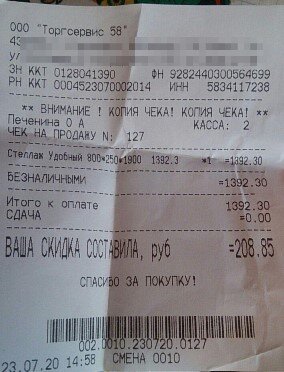 ООО "Торгсервис 58"
43
ул
ЗН ККТ 0128041390 ФН 9282440300564699
РН ККТ 0004523070002014 ИНН 5834117238
** ВНИМАНИЕ ! КОПИЯ ЧЕКА! КОПИЯ ЧЕКА! **
Печенина О А КАССА: 2
ЧЕК НА ПРОДАЖУ N: 127
Стеллаж Удобный 800*250*1900 1392.3 *1 =1392.30
БЕЗНАЛИЧНЫМИ =1392.30
Итого к оплате 1392.30
СДАЧА =0.00
ВАША СКИДКА СОСТАВИЛА, руб =208.85
СПАСИБО ЗА ПОКУПКУ!
002.0010.230720.0127
23.07.20 14:58 СМЕНА 0010